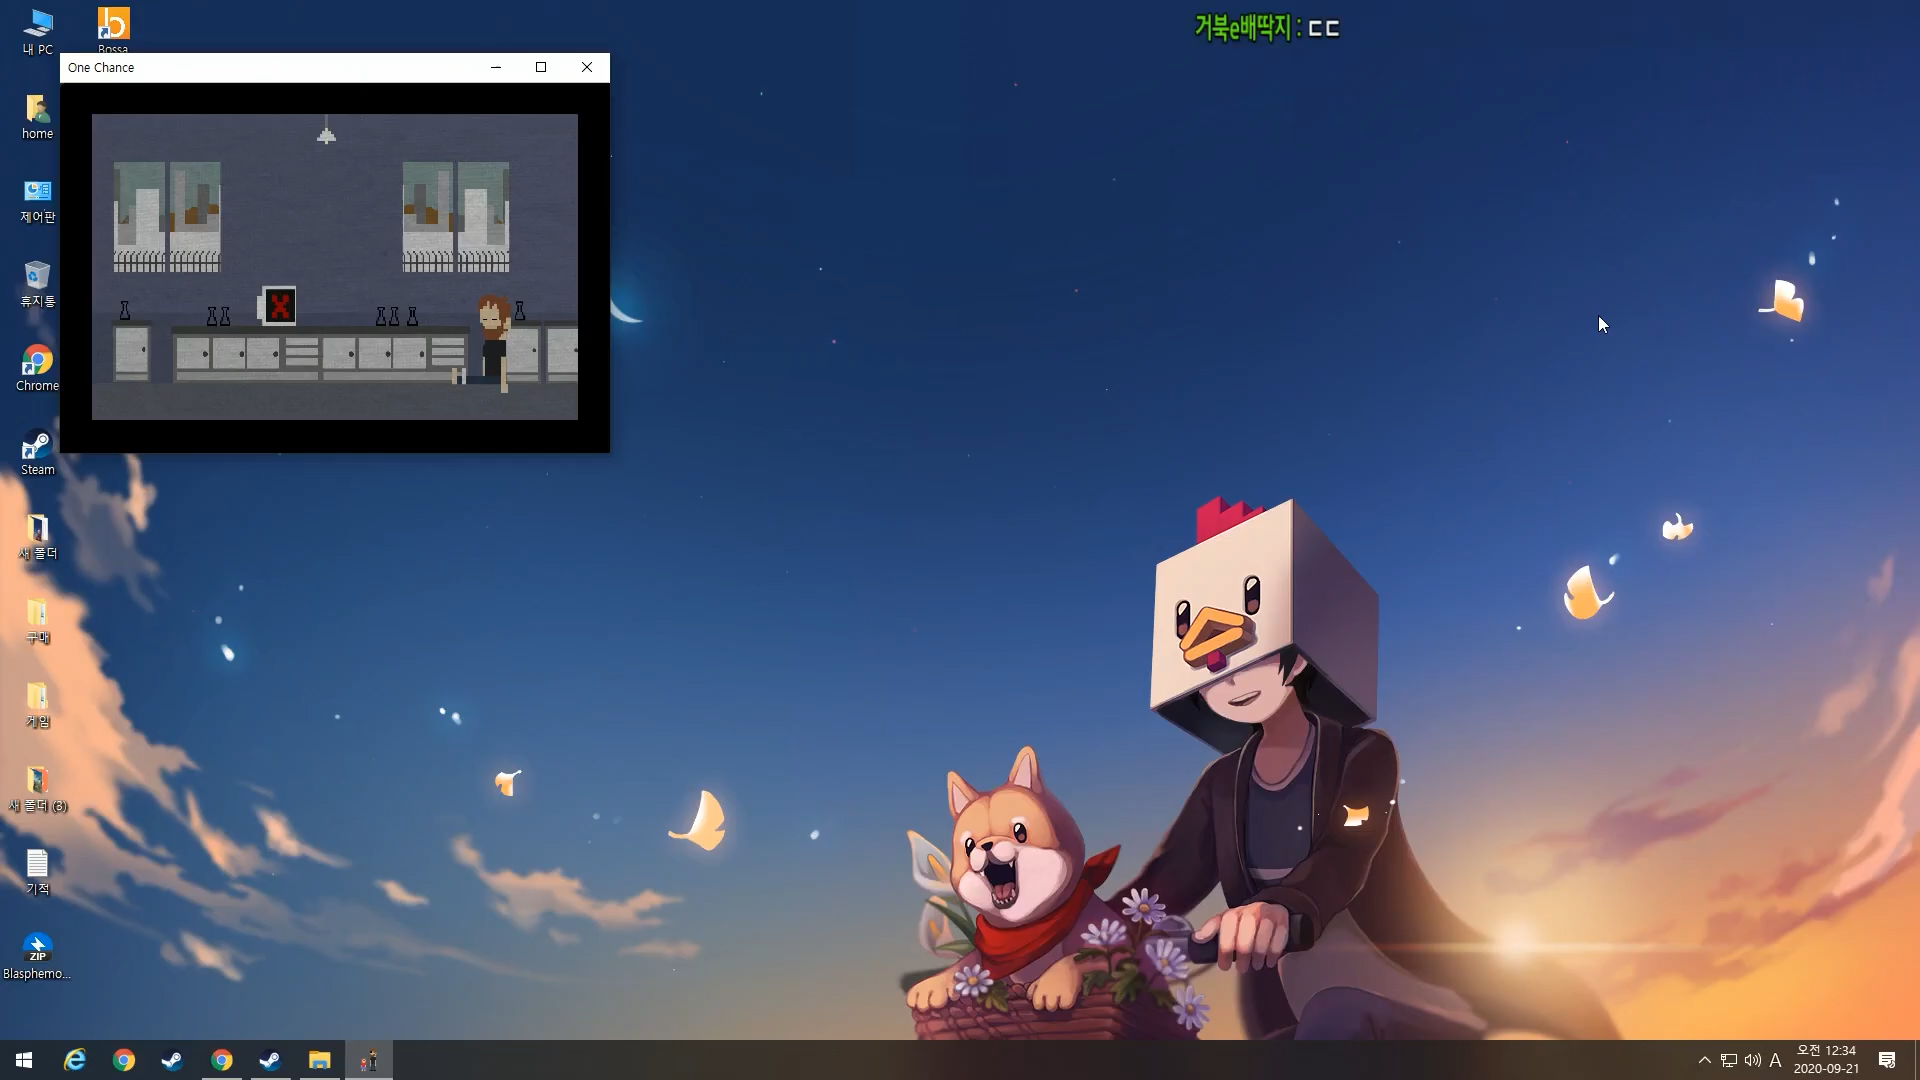 거북e배딱지 : ㄷㄷ
내 PC
Bossa
One Chance
home
제어판
휴지통
Chrome
Steam
새 폴더
구매
게임
새 폴더 (3)
기적
ZIP
Blasphemo...
A
오전 12:34
2020-09-21